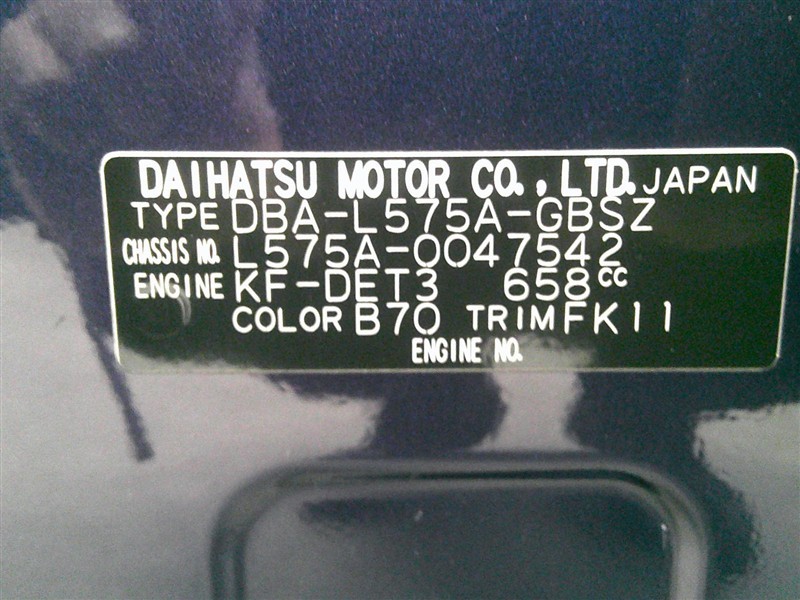 DAIHATSU MOTOR CO., LTD. JAPAN
TYPE DBA-L575A-GBSZ
CHASSIS NO. L575A-0047542
ENGINE KF-DET3 658cc
COLOR B70 TRIM FK11
ENGINE NO.